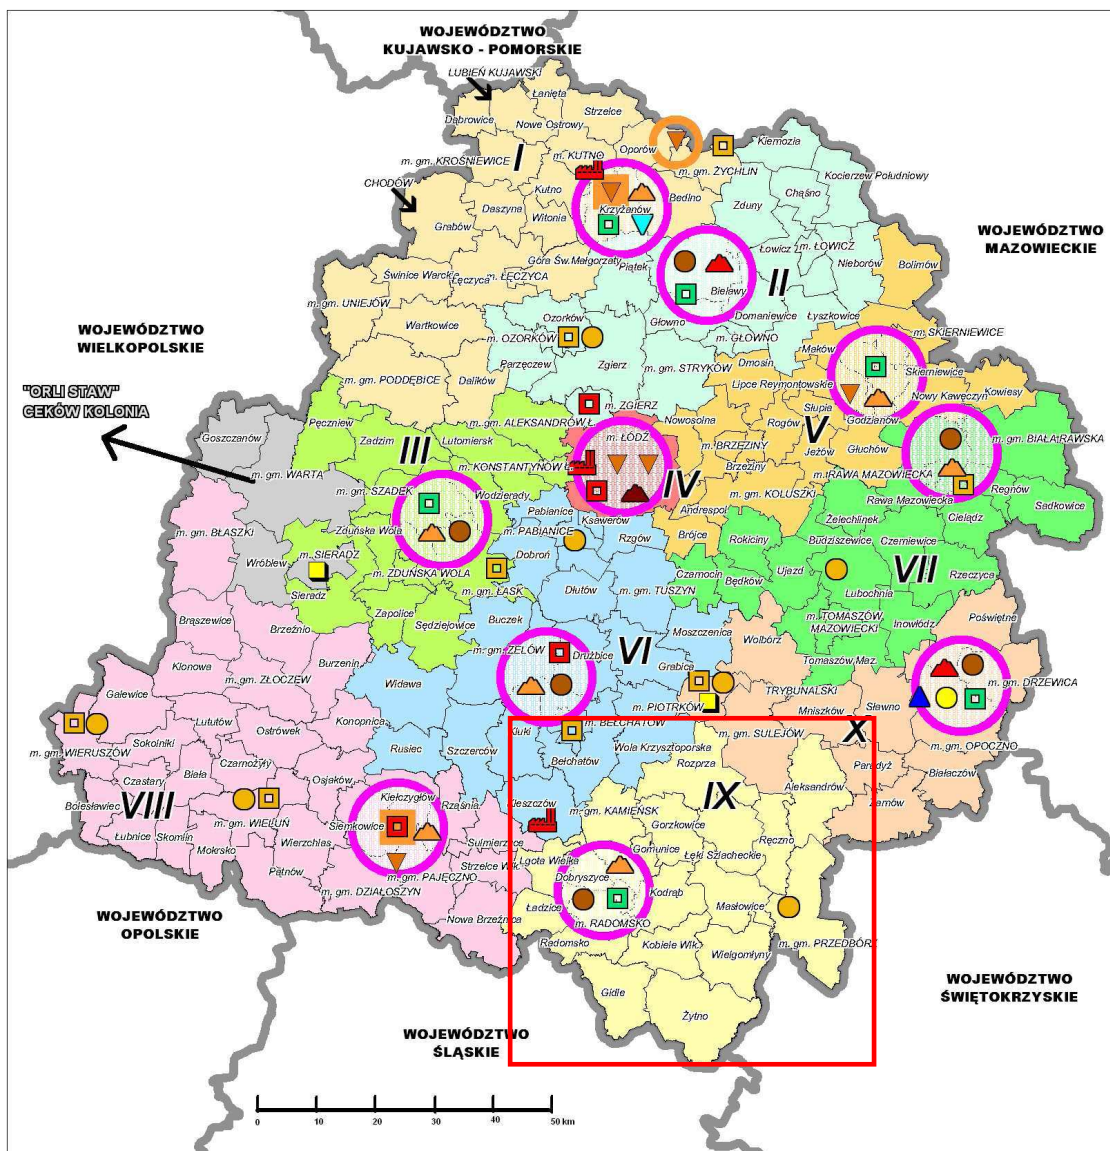 WOJEWÓDZTWO
KUJAWSKO - POMORSKIE
LUBIEŃ KUJAWSKI
Łanięta
Strzelce
Dąbrowice
Nowe Ostrowy
Oporów
Kiernozia
I
m. KUTNO
m. gm. KROŚNIEWICE
m. gm. ŻYCHLIN
Kocierzew Południowy
CHODÓW
Kutno
Bedlno
Chąśno
Zduny
Daszyna
Krzyżanów
Witonia
Grabów
WOJEWÓDZTWO
MAZOWIECKIE
Łowicz
m. ŁOWICZ
Góra Św.Małgorzaty
Piątek
Nieborów
Bolimów
Świnice Warckie
Łęczyca
m. ŁĘCZYCA
II
Bielawy
m. gm. UNIEJÓW
Domaniewice
Łyszkowice
WOJEWÓDZTWO
WIELKOPOLSKIE
Wartkowice
Ozorków
m. OZORKÓW
Głowno
m. GŁOWNO
m. SKIERNIEWICE
Maków
Parzęczew
Zgierz
m. gm. STRYKÓW
Dmosin
Skierniewice
m. gm. PODDĘBICE
Dalików
Lipce Reymontowskie
Nowy Kawęczyn
Kowiesy
"ORLI STAW"
CEKÓW KOLONIA
Pęczniew
m. ZGIERZ
Słupia
m. gm. ALEKSANDRÓW Ł.
Nowosolna
Rogów
Godzianów
Goszczanów
Zadzim
Lutomiersk
m. ŁÓDŹ
m. BRZEZINY
V
Jeżów
Głuchów
m. gm. BIAŁA RAWSKA
III
m. KONSTANTYNÓW Ł.
Brzeziny
m. RAWA MAZOWIECKA
m. gm. WARTA
m. gm. SZADEK
Wodzierady
IV
m. gm. KOLUSZKI
Rawa Mazowiecka
Regnów
Sadkowice
m. gm. BŁASZKI
Zduńska Wola
Pabianice
Ksawerów
Andrespol
Cielądz
Żelechlinek
m. PABIANICE
Brójce
Rokiciny
Budziszewice
Czerniewice
Wróblew
m. SIERADZ
Dobroń
Rzgów
VII
Sieradz
m. ZDUŃSKA WOLA
m. gm. ŁASK
Czarnocin
Będków
Ujazd
Rzeczyca
Dłutów
m. gm. TUSZYN
Lubochnia
Zapolice
Buczek
m. TOMASZÓW
MAZOWIECKI
Inowłódz
Poświętne
Brąszewice
Brzeźnio
Sędziejowice
VI
Moszczenica
Wolbórz
Klonowa
Burzenin
m. gm. ZELÓW
Drużbice
Grabica
Tomaszów Maz.
m. gm. ZŁOCZEW
Widawa
TRYBUNALSKI
m. gm. DRZEWICA
Galewice
m. PIOTRKÓW
Mniszków
Sławno
Lututów
Konopnica
Kluki
m. BEŁCHATÓW
m. gm. SULEJÓW
X
m. gm. OPOCZNO
m. gm. WIERUSZÓW
Sokolniki
Ostrówek
Rusiec
Szczerców
Wola Krzysztoporska
Bełchatów
Rozprza
Paradyż
Białaczów
Czastary
Biała
Czarnożyły
Osjaków
Aleksandrów
Bolesławiec
VIII
Kiełczygłów
Rząśnia
Kleszczów
m. gm. KAMIEŃSK
IX
Żarnów
m. gm. WIELUŃ
Siemkowice
Gorzkowice
Łubnice
Skomlin
Mokrsko
Wierzchlas
Sulmierzyce
Gomunice
Łęki Szlacheckie
Ręczno
Pątnów
Strzelce Wlk.
Lgota Wielka
Dobryszyce
m. gm. PAJĘCZNO
m. gm. DZIAŁOSZYN
Kodrąb
Masłowice
Ładzice
m. RADOMSKO
Nowa Brzeźnica
WOJEWÓDZTWO
OPOLSKIE
Radomsko
Kobiele Wlk.
Wielgomłyny
m. gm. PRZEDBÓRZ
WOJEWÓDZTWO
ŚWIĘTOKRZYSKIE
Gidle
Żytno
WOJEWÓDZTWO
ŚLĄSKIE
0 10 20 30 40 50 km